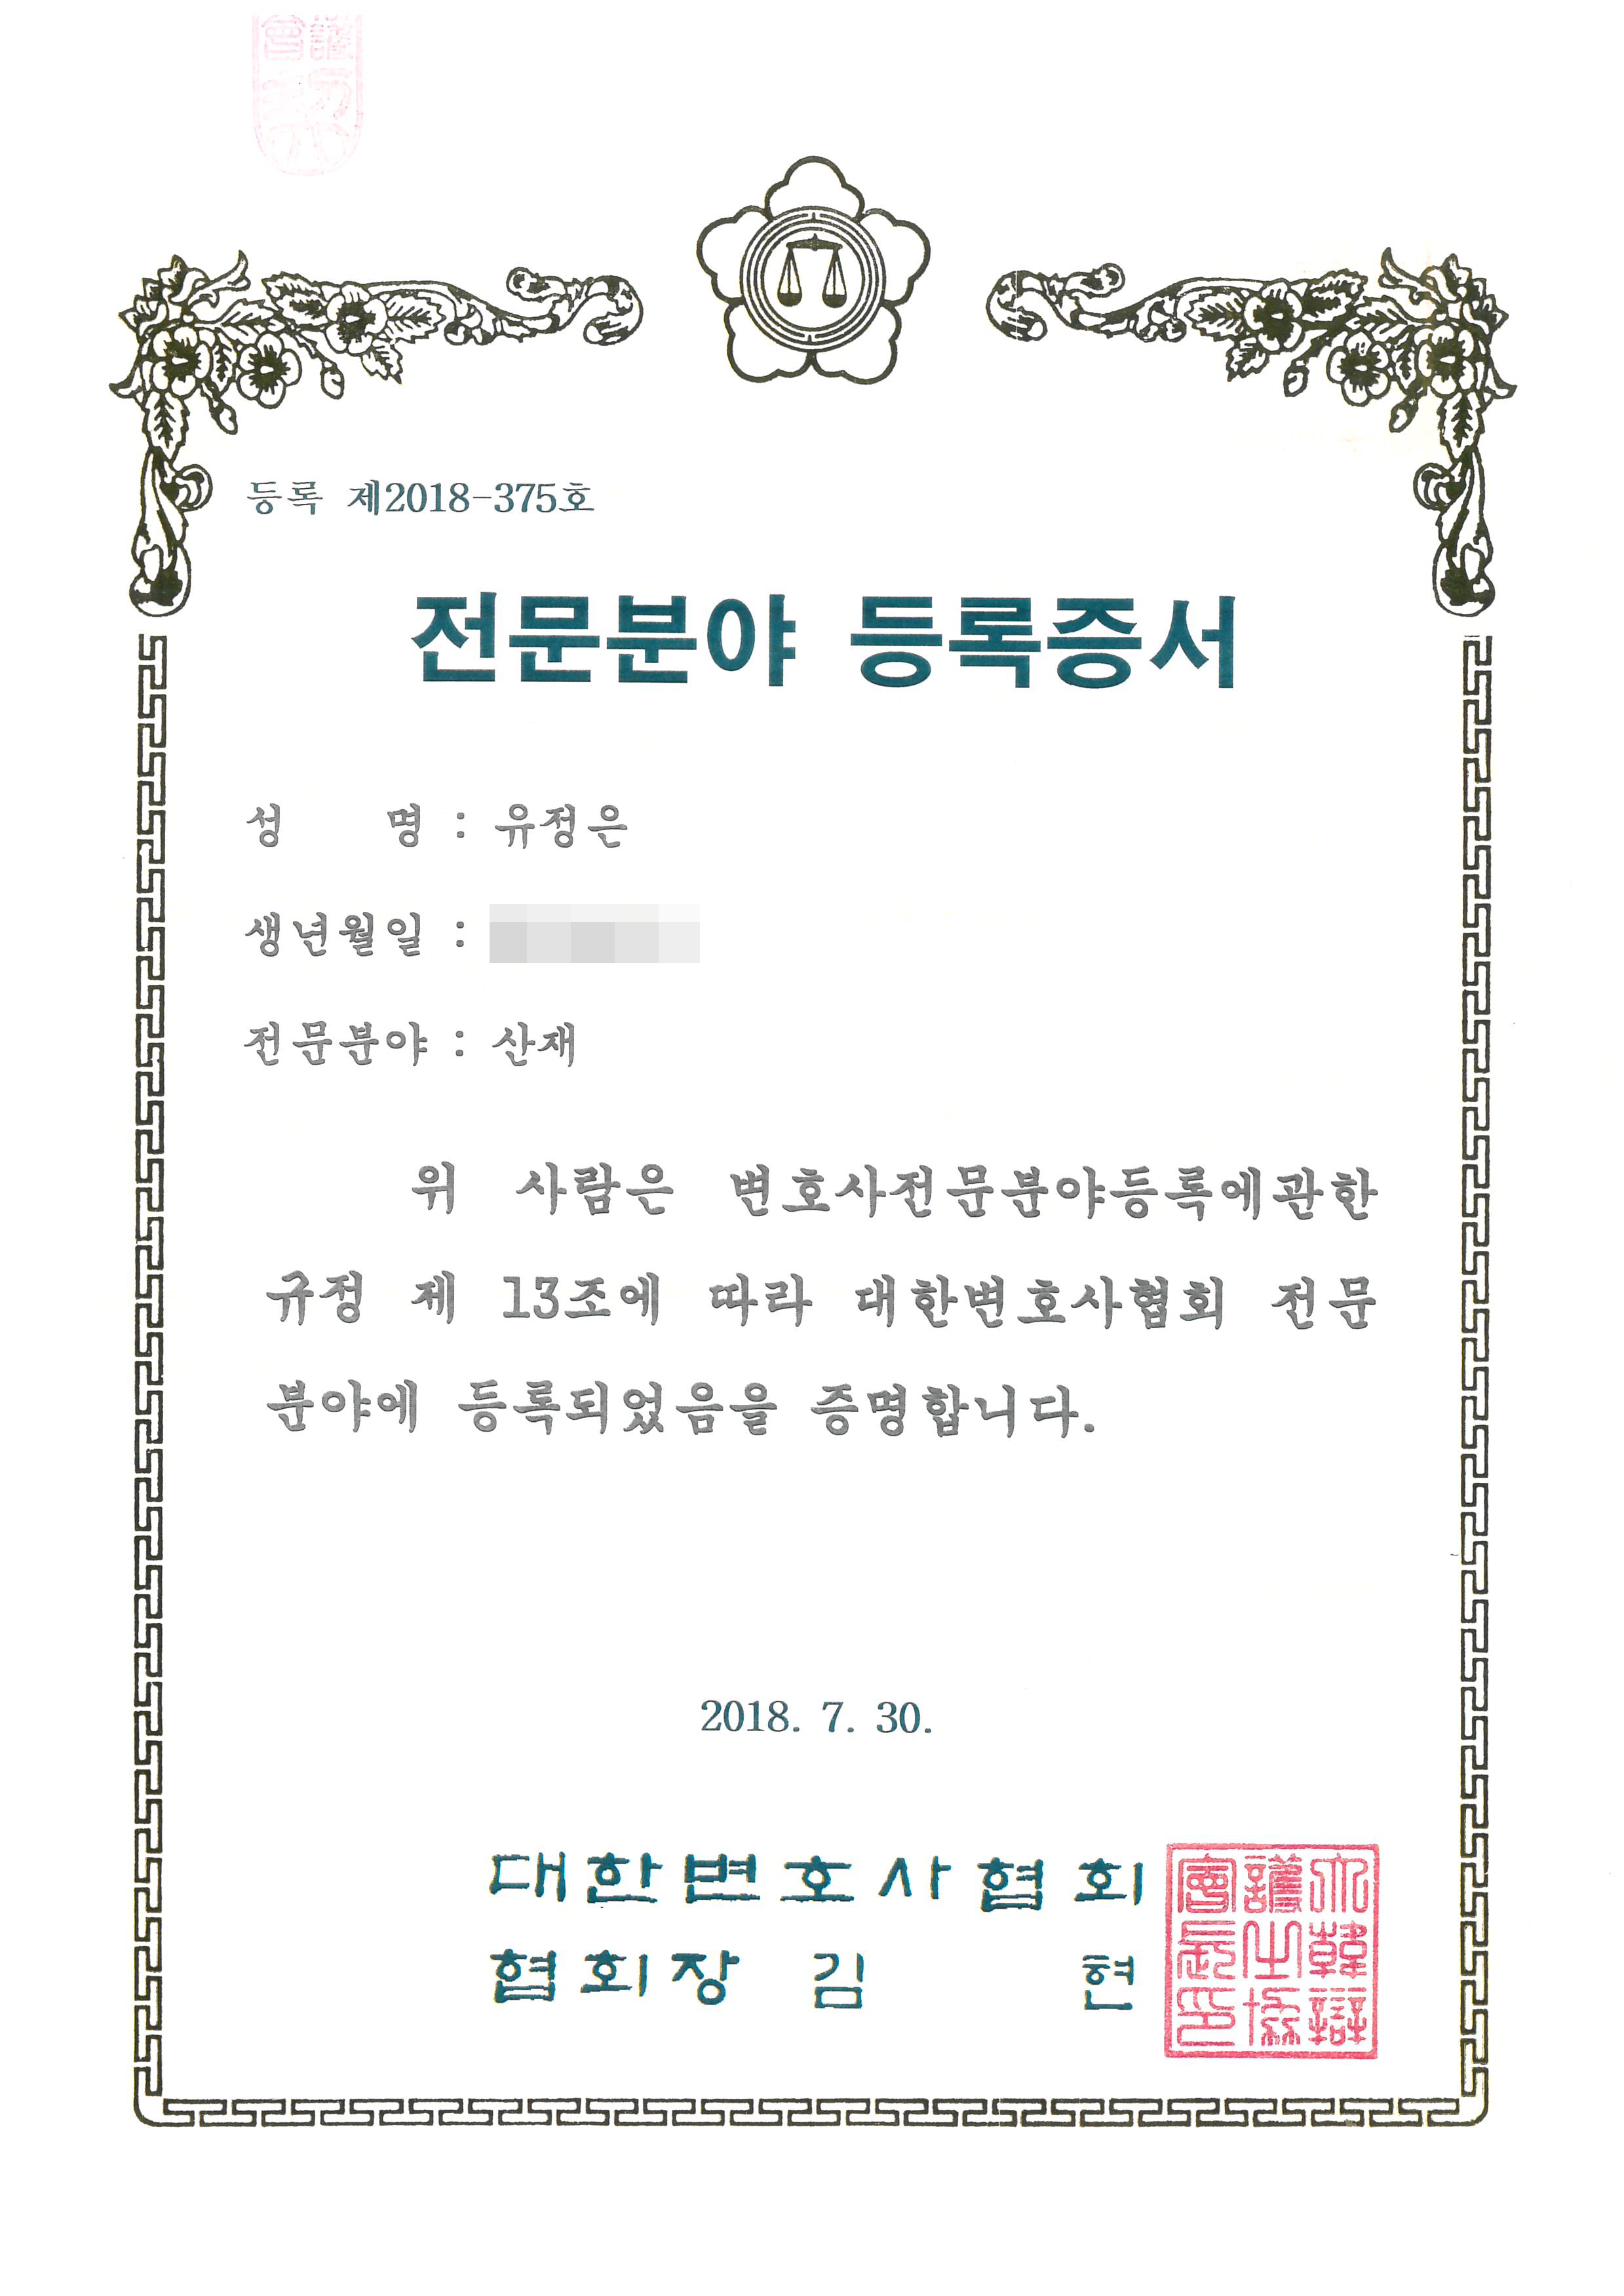 등록 제2018-375호
전문분야 등록증서
성 명 : 유정은
생년월일 :
전문분야 : 산재
위 사람은 변호사전문분야등록에관한
규정 제 13조에 따라 대한변호사협회 전문
분야에 등록되었음을 증명합니다.
2018. 7. 30.
대한변호사협회
협회장 김 현
大韓辯
護士協
會長印